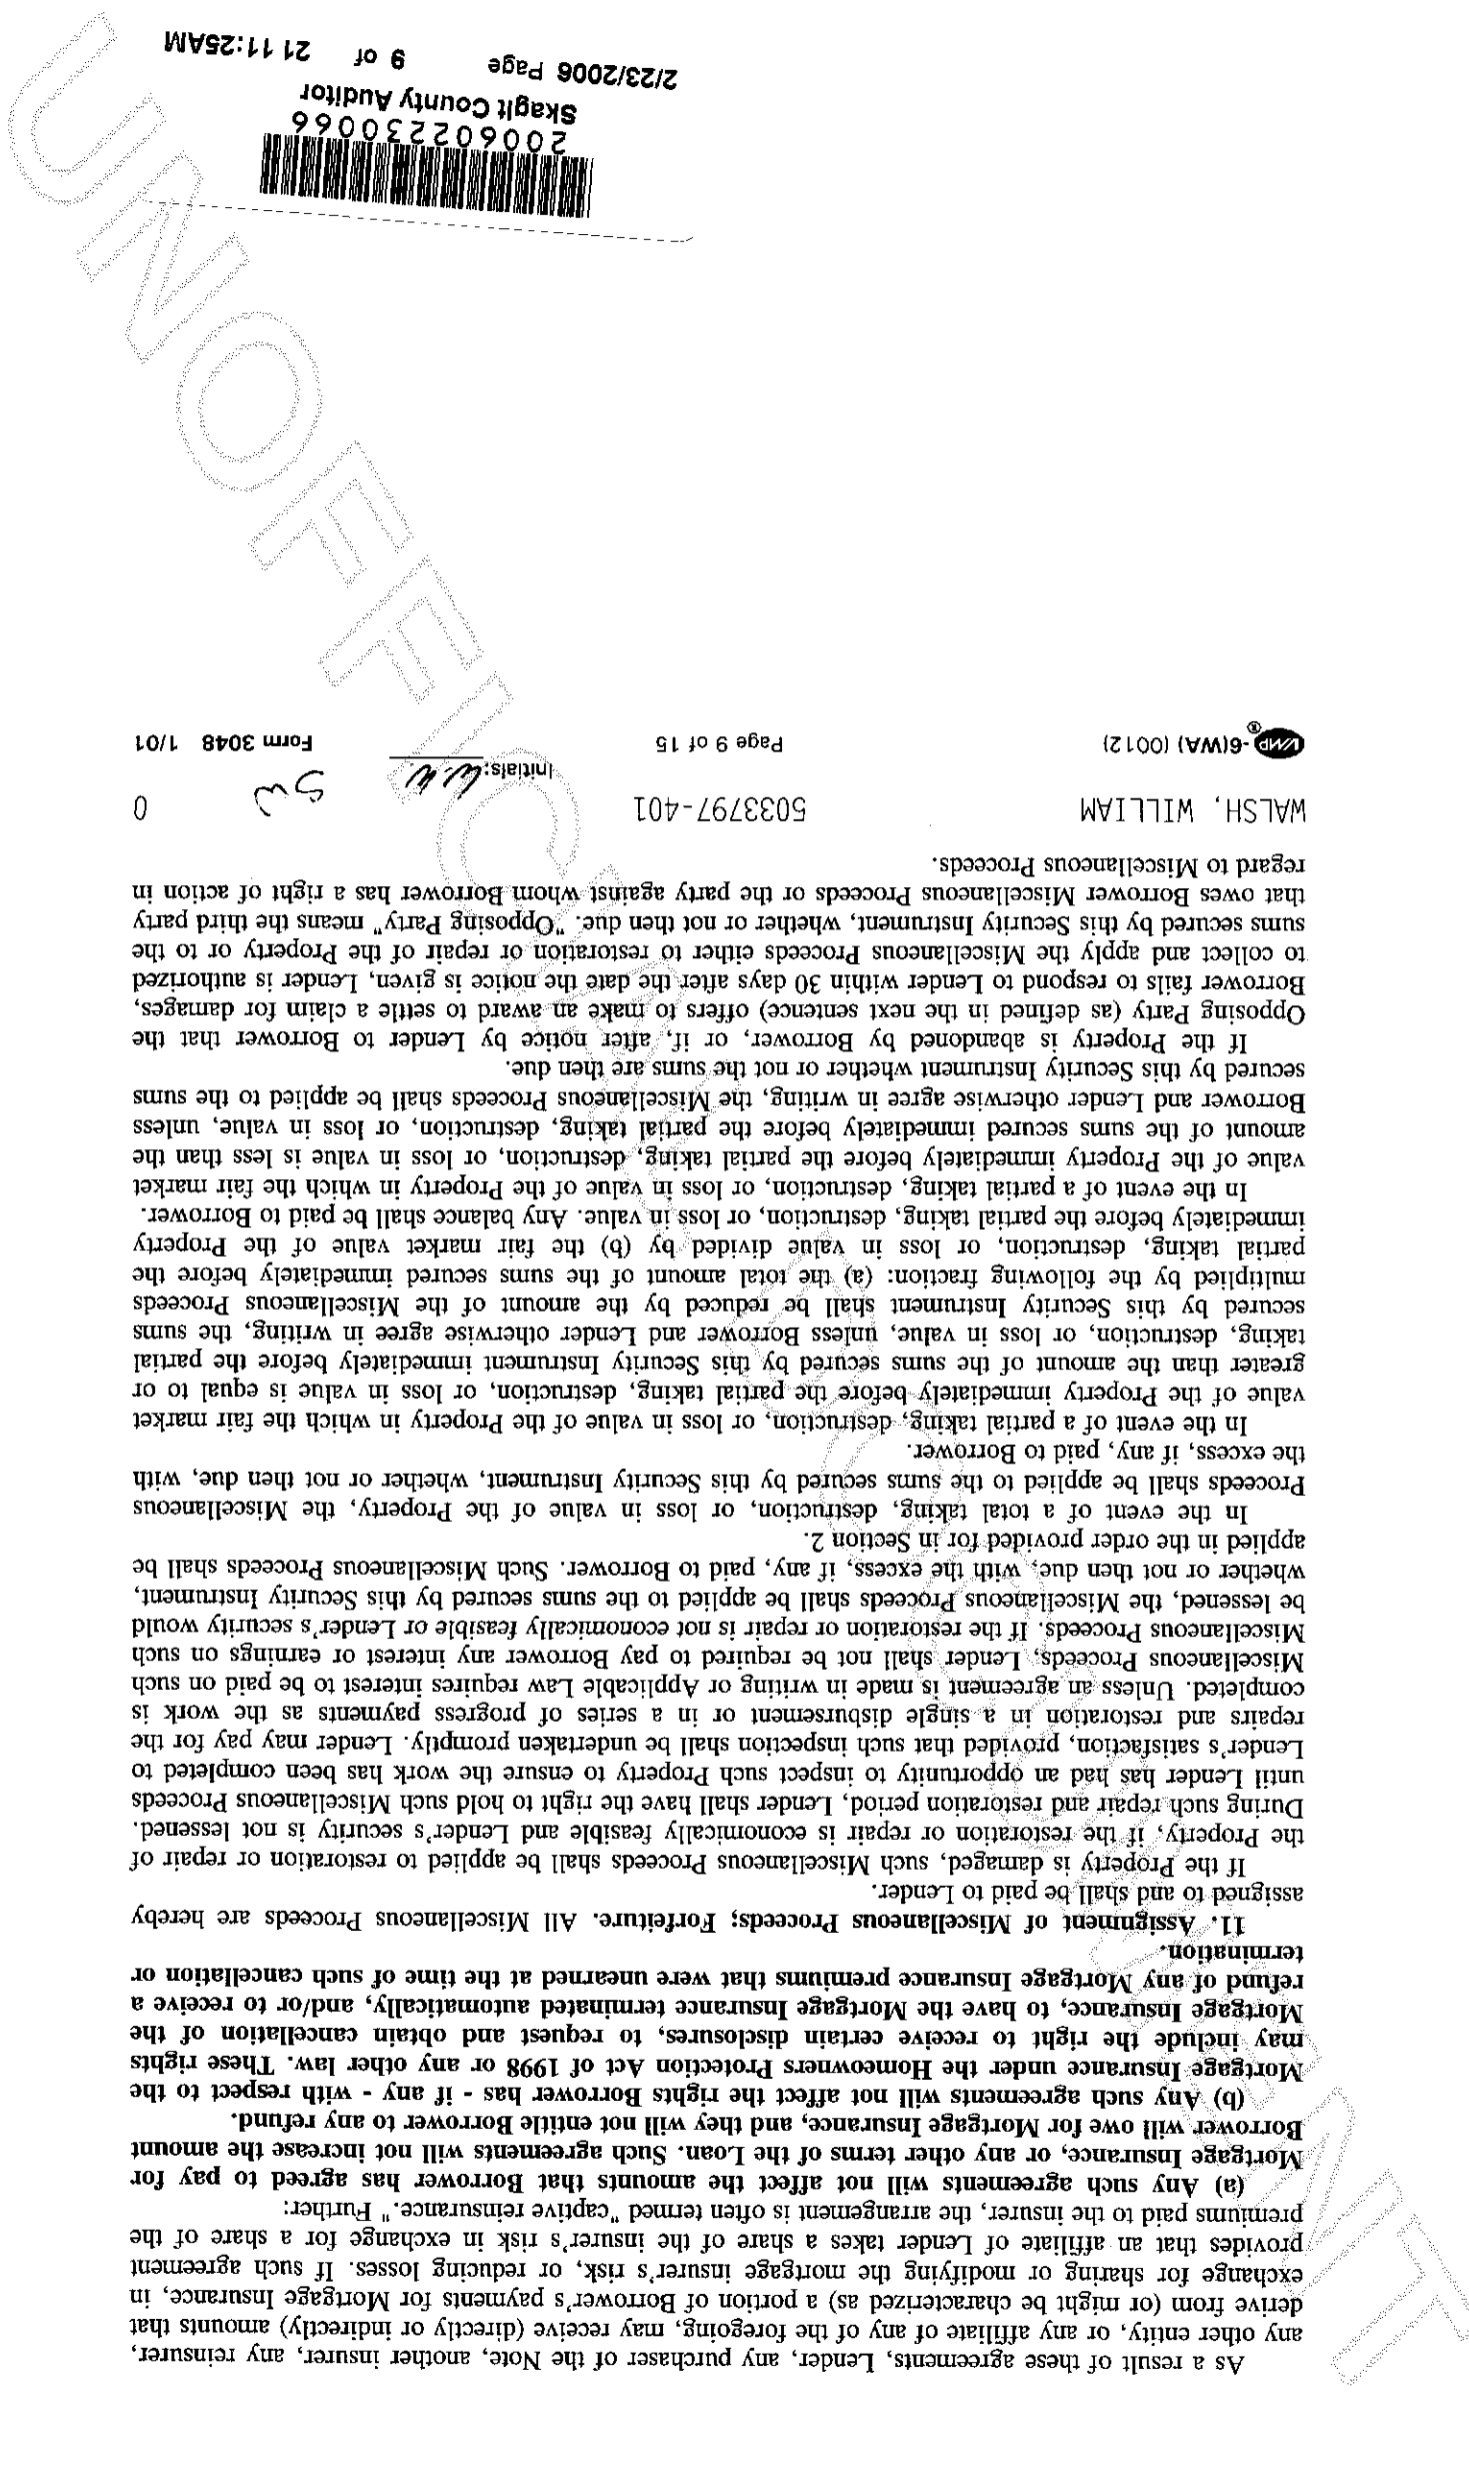 As a result of these agreements, Lender, any purchaser of the Note, another insurer, any reinsurer,
any other entity, or any affiliate of any of the foregoing, may receive (directly or indirectly) amounts that
derive from (or might be characterized as) a portion of Borrower's payments for Mortgage Insurance, in
exchange for sharing or modifying the mortgage insurer's risk, or reducing losses. If such agreement
provides that an affiliate of Lender takes a share of the insurer's risk in exchange for a share of the
premiums paid to the insurer, the arrangement is often termed "captive reinsurance." Further:
(a) Any such agreements will not affect the amounts that Borrower has agreed to pay for
Mortgage Insurance, or any other terms of the Loan. Such agreements will not increase the amount
Borrower will owe for Mortgage Insurance, and they will not entitle Borrower to any refund.
(b) Any such agreements will not affect the rights Borrower has - if any - with respect to the
Mortgage Insurance under the Homeowners Protection Act of 1998 or any other law. These rights
may include the right to receive certain disclosures, to request and obtain cancellation of the
Mortgage Insurance, to have the Mortgage Insurance terminated automatically, and/or to receive a
refund of any Mortgage Insurance premiums that were unearned at the time of such cancellation or
termination.
11. Assignment of Miscellaneous Proceeds; Forfeiture. All Miscellaneous Proceeds are hereby
assigned to and shall be paid to Lender.
If the Property is damaged, such Miscellaneous Proceeds shall be applied to restoration or repair of
the Property, if the restoration or repair is economically feasible and Lender's security is not lessened.
During such repair and restoration period, Lender shall have the right to hold such Miscellaneous Proceeds
until Lender has had an opportunity to inspect such Property to ensure the work has been completed to
Lender's satisfaction, provided that such inspection shall be undertaken promptly. Lender may pay for the
repairs and restoration in a single disbursement or in a series of progress payments as the work is
completed. Unless an agreement is made in writing or Applicable Law requires interest to be paid on such
Miscellaneous Proceeds, Lender shall not be required to pay Borrower any interest or earnings on such
Miscellaneous Proceeds. If the restoration or repair is not economically feasible or Lender's security would
be lessened, the Miscellaneous Proceeds shall be applied to the sums secured by this Security Instrument,
whether or not then due, with the excess, if any, paid to Borrower. Such Miscellaneous Proceeds shall be
applied in the order provided for in Section 2.
In the event of a total taking, destruction, or loss in value of the Property, the Miscellaneous
Proceeds shall be applied to the sums secured by this Security Instrument, whether or not then due, with
the excess, if any, paid to Borrower.
In the event of a partial taking, destruction, or loss in value of the Property in which the fair market
value of the Property immediately before the partial taking, destruction, or loss in value is equal to or
greater than the amount of the sums secured by this Security Instrument immediately before the partial
taking, destruction, or loss in value, unless Borrower and Lender otherwise agree in writing, the sums
secured by this Security Instrument shall be reduced by the amount of the Miscellaneous Proceeds
multiplied by the following fraction: (a) the total amount of the sums secured immediately before the
partial taking, destruction, or loss in value divided by (b) the fair market value of the Property
immediately before the partial taking, destruction, or loss in value. Any balance shall be paid to Borrower.
In the event of a partial taking, destruction, or loss in value of the Property in which the fair market
value of the Property immediately before the partial taking, destruction, or loss in value is less than the
amount of the sums secured immediately before the partial taking, destruction, or loss in value, unless
Borrower and Lender otherwise agree in writing, the Miscellaneous Proceeds shall be applied to the sums
secured by this Security Instrument whether or not the sums are then due.
If the Property is abandoned by Borrower, or if, after notice by Lender to Borrower that the
Opposing Party (as defined in the next sentence) offers to make an award to settle a claim for damages,
Borrower fails to respond to Lender within 30 days after the date the notice is given, Lender is authorized
to collect and apply the Miscellaneous Proceeds either to restoration or repair of the Property or to the
sums secured by this Security Instrument, whether or not then due. "Opposing Party" means the third party
that owes Borrower Miscellaneous Proceeds or the party against whom Borrower has a right of action in
regard to Miscellaneous Proceeds.
WALSH, WILLIAM 5033797-401 0
Initials: W.W. SW
VMP -6(WA) (0012) Page 9 of 15 Form 3048 1/01
200602230066
Skagit County Auditor
2/23/2006 Page 9 of 21 11:25AM
UNOFFICIAL DOCUMENT